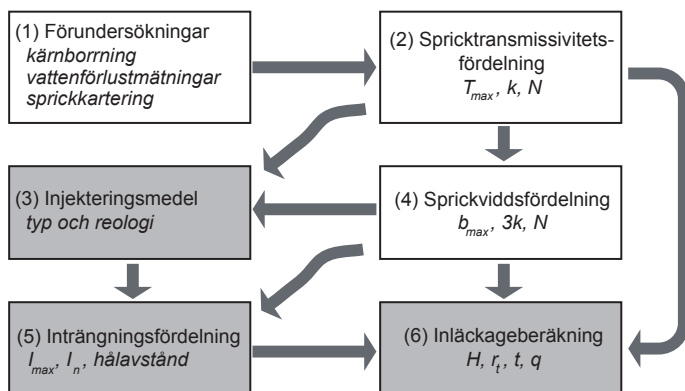 (1) Förundersökningar
kärnborrning
vattenförlustmätningar
sprickkartering
(2) Spricktransmissivitets-
fördelning
Tmax, k, N
(3) Injekteringsmedel
typ och reologi
(4) Sprickviddsfördelning
bmax, 3k, N
(5) Inträngningsfördelning
Imax, In, hålavstånd
(6) Inläckageberäkning
H, rt, t, q